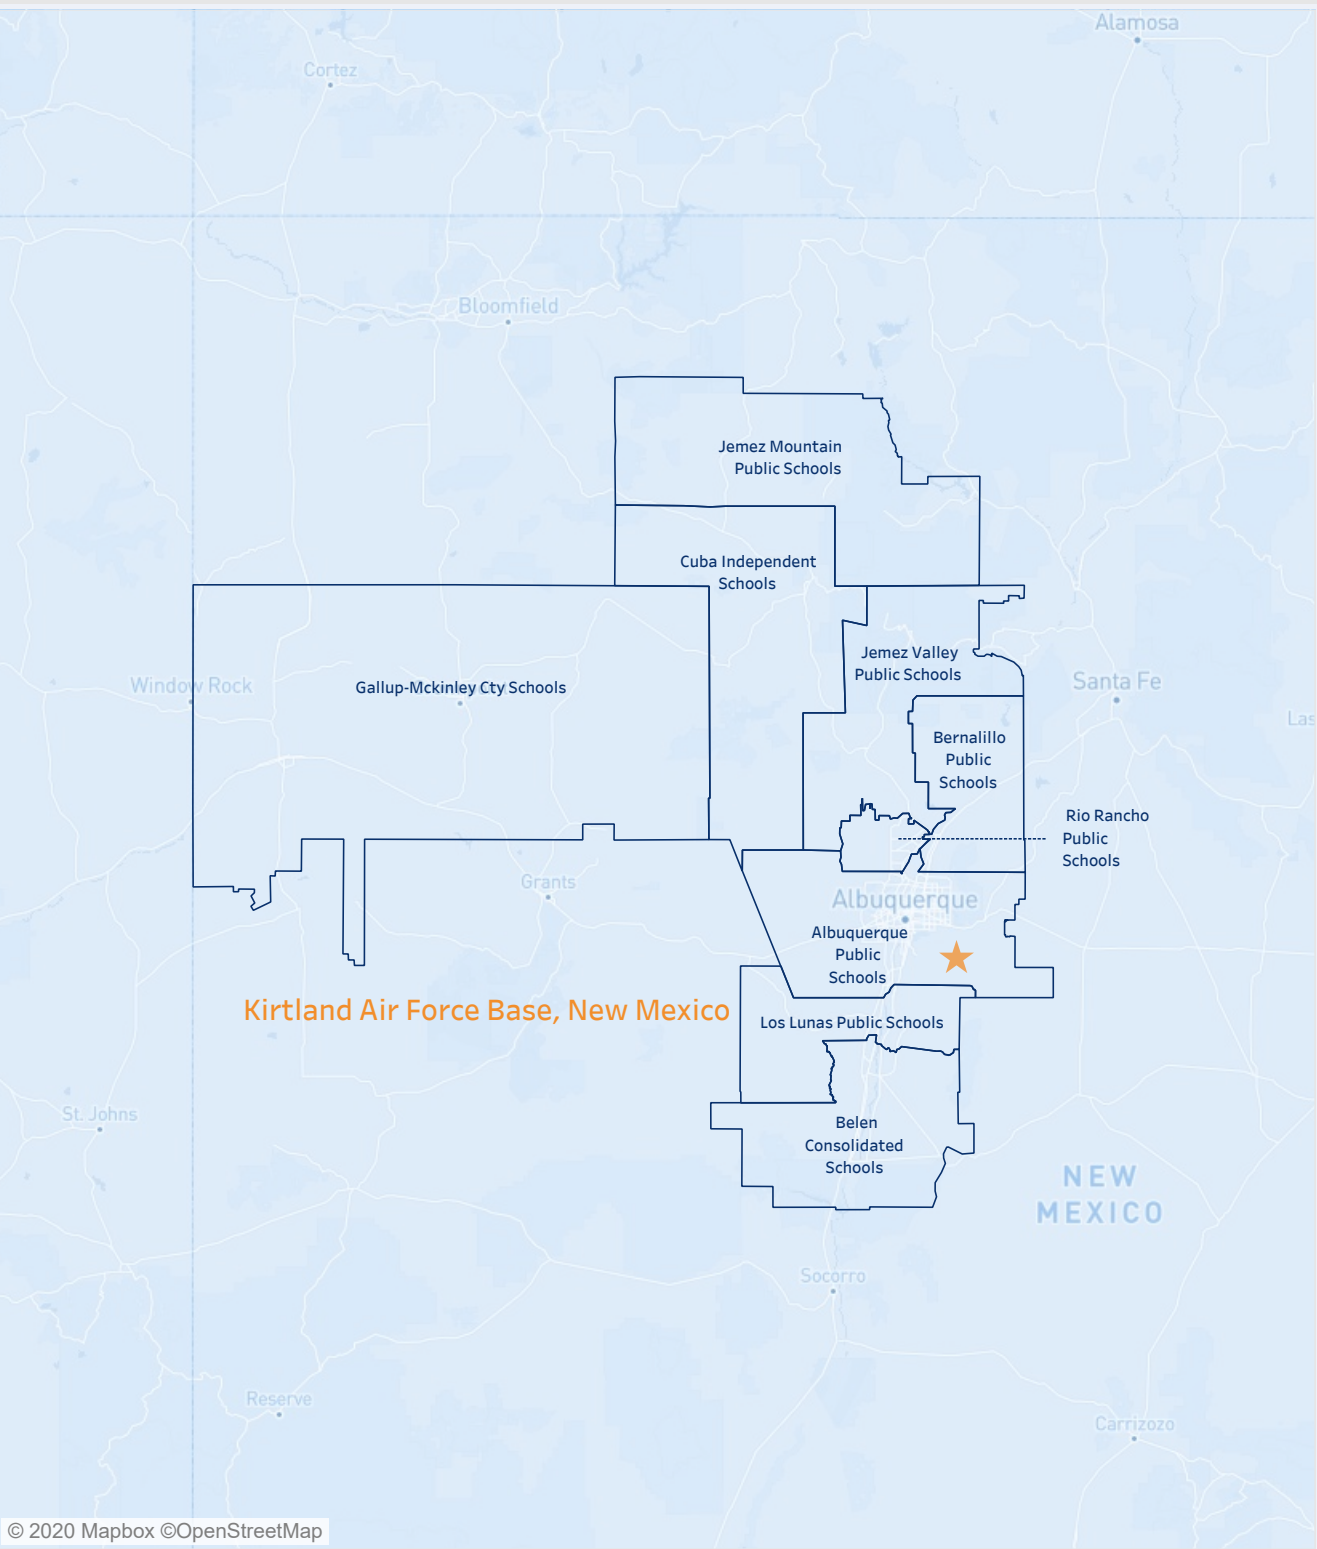 Alamosa
Cortez
Bloomfield
Jemez Mountain
Public Schools
Cuba Independent
Schools
Jemez Valley
Public Schools
Window Rock
Gallup-Mckinley Cty Schools
Santa Fe
Las
Bernalillo
Public
Schools
Rio Rancho
Public
Schools
Grants
Albuquerque
Albuquerque
Public
Schools
Kirtland Air Force Base, New Mexico
Los Lunas Public Schools
St. Johns
Belen
Consolidated
Schools
NEW
MEXICO
Socorro
Reserve
Carrizozo
© 2020 Mapbox ©OpenStreetMap